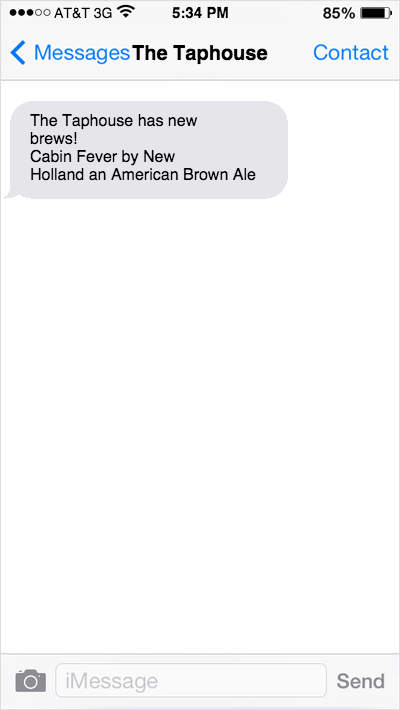 AT&T 3G 5:34 PM 85%
Messages The Taphouse Contact
The Taphouse has new
brews!
Cabin Fever by New
Holland an American Brown Ale
iMessage Send